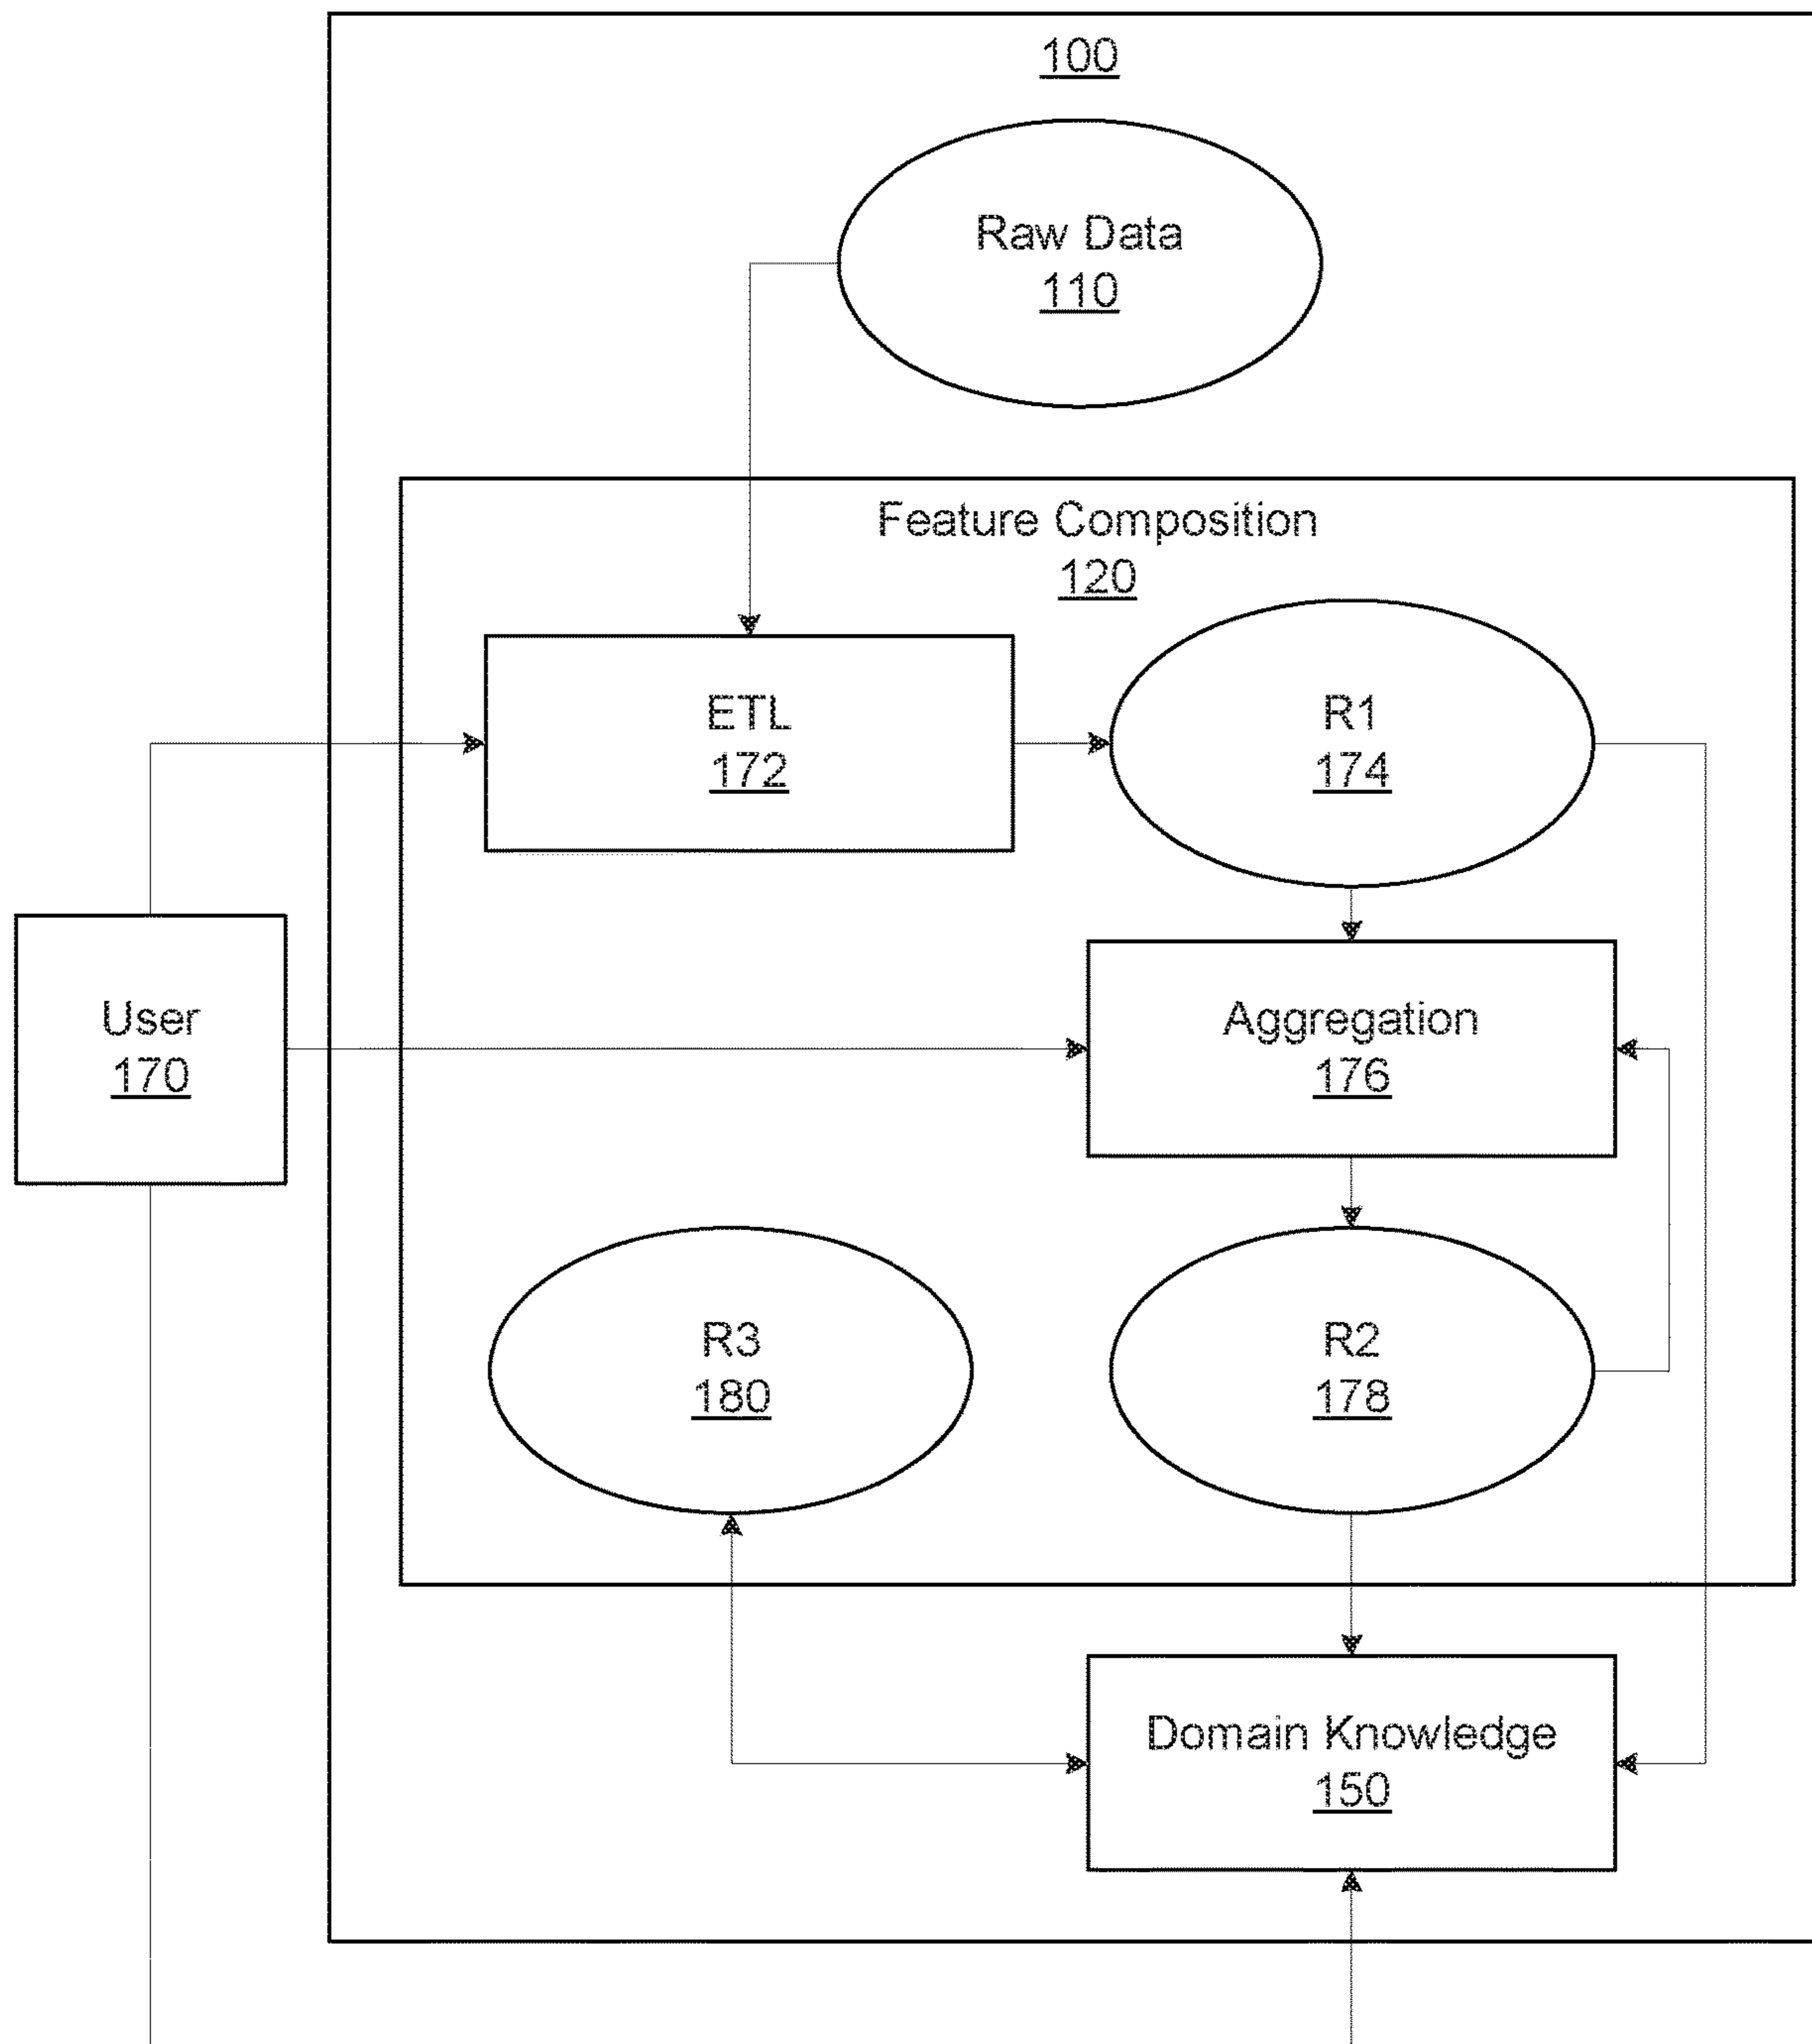 100
Raw Data
110
Feature Composition
120
ETL
172
R1
174
User
170
Aggregation
176
R3
180
R2
178
Domain Knowledge
150